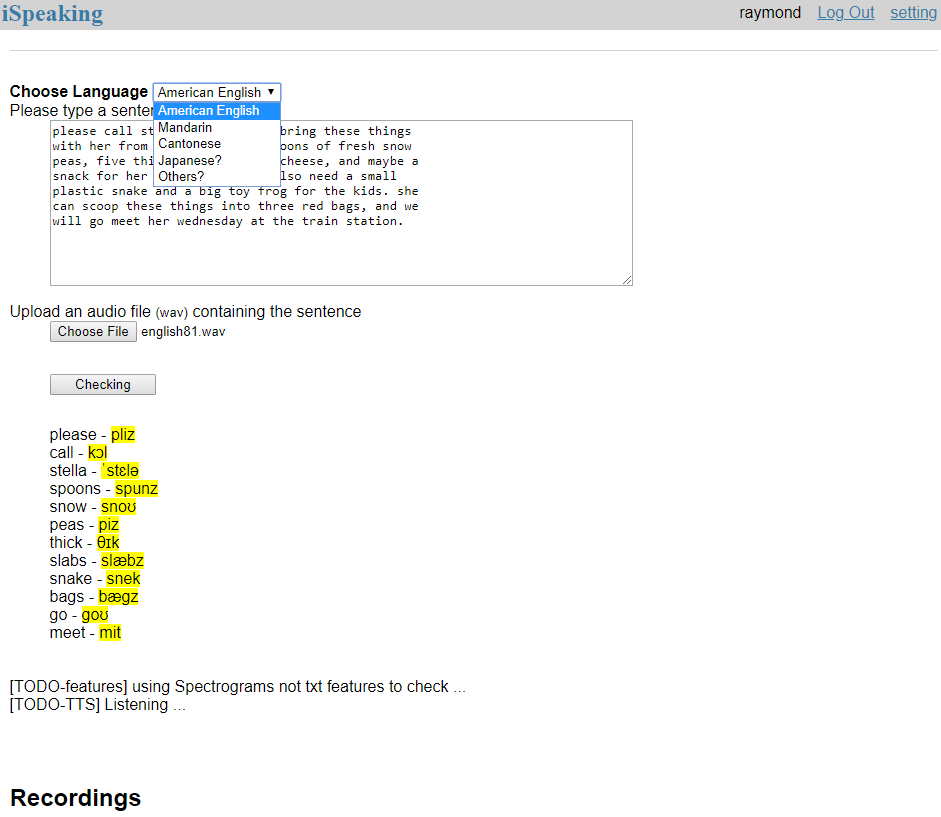 iSpeaking
raymond Log Out setting
Choose Language American English ▼
Please type a senten
American English
Mandarin
Cantonese
Japanese?
Others?
please call st bring these things
with her from oons of fresh snow
peas, five thi cheese, and maybe a
snack for her lso need a small
plastic snake and a big toy frog for the kids. she
can scoop these things into three red bags, and we
will go meet her wednesday at the train station.
Upload an audio file (wav) containing the sentence
Choose File english81.wav
Checking
please - pliz
call - kɔl
stella - ˈstɛlə
spoons - spunz
snow - snoʊ
peas - piz
thick - θɪk
slabs - slæbz
snake - snek
bags - bægz
go - goʊ
meet - mit
[TODO-features] using Spectrograms not txt features to check ...
[TODO-TTS] Listening ...
Recordings